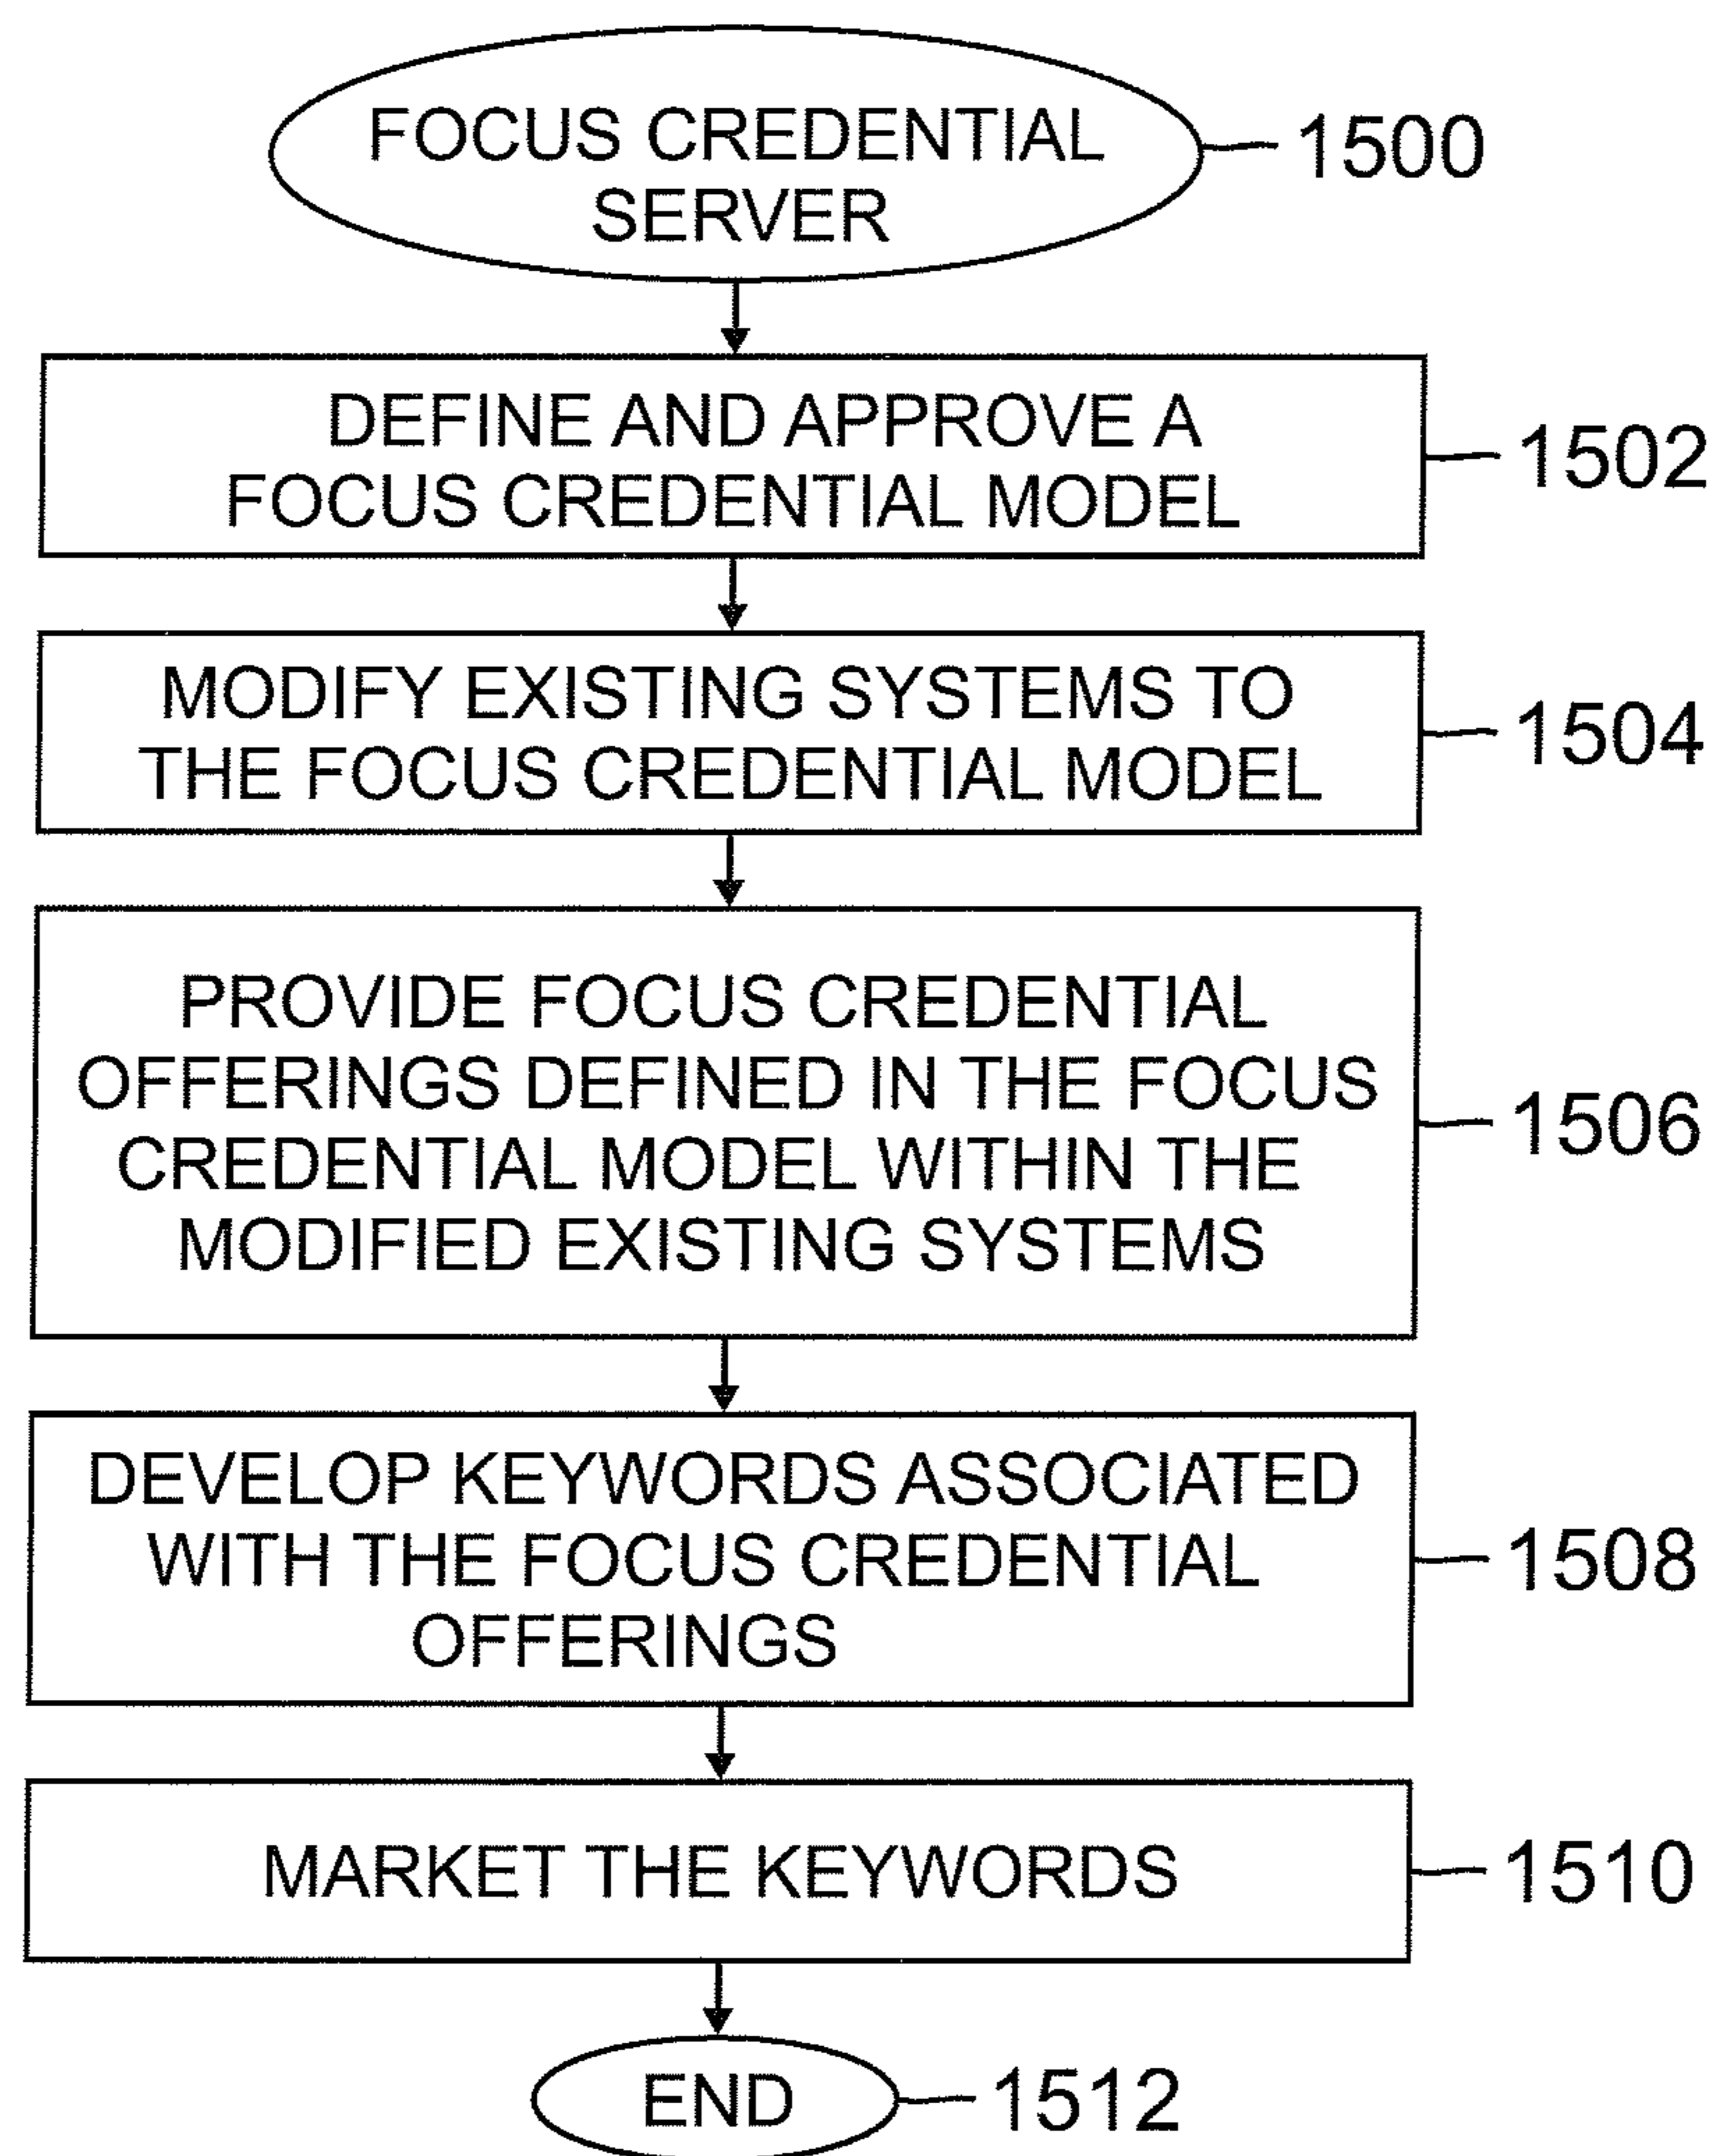 FOCUS CREDENTIAL
SERVER
1500
DEFINE AND APPROVE A
FOCUS CREDENTIAL MODEL
1502
MODIFY EXISTING SYSTEMS TO
THE FOCUS CREDENTIAL MODEL
1504
PROVIDE FOCUS CREDENTIAL
OFFERINGS DEFINED IN THE FOCUS
CREDENTIAL MODEL WITHIN THE
MODIFIED EXISTING SYSTEMS
1506
DEVELOP KEYWORDS ASSOCIATED
WITH THE FOCUS CREDENTIAL
OFFERINGS
1508
MARKET THE KEYWORDS
1510
END
1512